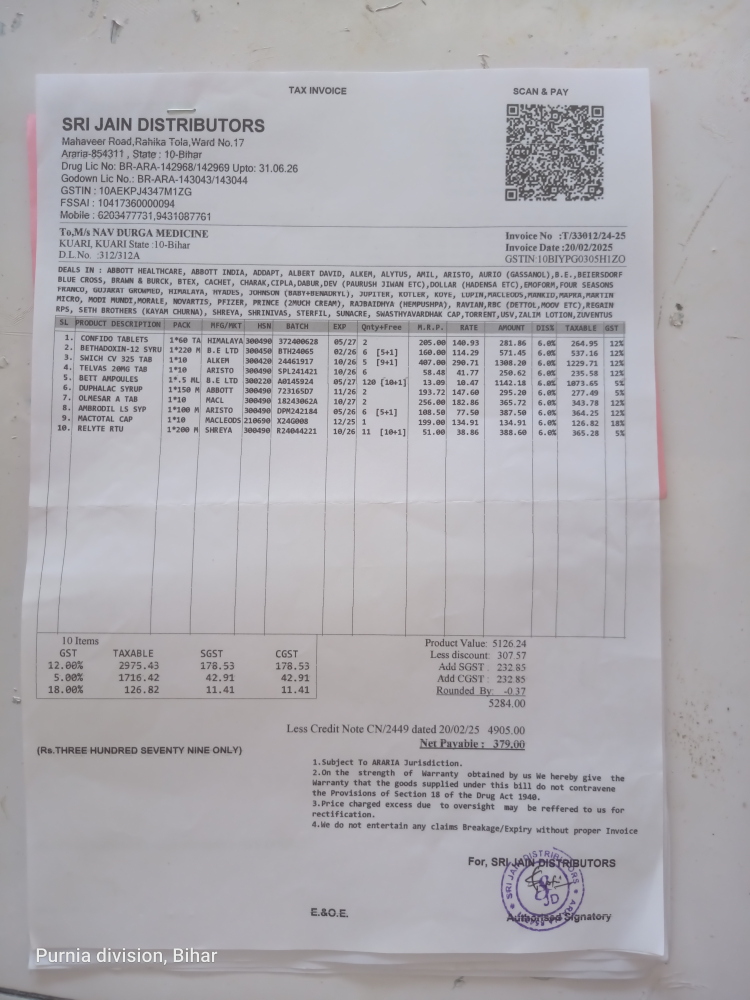 TAX INVOICE
SCAN & PAY
SRI JAIN DISTRIBUTORS
Mahaveer Road,Rahika Tola,Ward No.17
Araria-854311 , State : 10-Bihar
Drug Lic No: BR-ARA-142968/142969 Upto: 31.06.26
Godown Lic No.: BR-ARA-143043/143044
GSTIN : 10AEKPJ4347M1ZG
FSSAI : 10417360000094
Mobile : 6203477731,9431087761
To,M/s NAV DURGA MEDICINE
KUARI, KUARI State :10-Bihar
D.L.No. :312/312A
Invoice No :T/33012/24-25
Invoice Date :20/02/2025
GSTIN:10BIYPG0305H1ZO
DEALS IN : ABBOTT HEALTHCARE, ABBOTT INDIA, ADDAPT, ALBERT DAVID, ALKEM, ALYTUS, AMIL, ARISTO, AURIO (GASSANOL),B.E.,BEIERSDORF
BLUE CROSS, BRAWN & BURCK, BTEX, CACHET, CHARAK,CIPLA,DABUR,DEV (PAURUSH JIWAN ETC),DOLLAR (HADENSA ETC),EMOFORM,FOUR SEASONS
FRANCO, GUJARAT GROWMED, HIMALAYA, HYADES, JOHNSON (BABY+BENADRYL), JUPITER, KOTLER, KOYE, LUPIN,MACLEODS,MANKID,MAPRA,MARTIN
MICRO, MODI MUNDI,MORALE, NOVARTIS, PFIZER, PRINCE (2MUCH CREAM), RAJBAIDHYA (HEMPUSHPA), RAVIAN,RBC (DETTOL,MOOV ETC),REGAIN
RPS, SETH BROTHERS (KAYAM CHURNA), SHREYA, SHRINIVAS, STERFIL, SUNACRE, SWASTHYAVARDHAK CAP,TORRENT,USV,ZALIM LOTION,ZUVENTUS
SL PRODUCT DESCRIPTION PACK MFG/MKT HSN BATCH EXP Qnty+Free M.R.P. RATE AMOUNT DIS% TAXABLE GST
1. CONFIDO TABLETS 1*60 TA HIMALAYA 300490 372400628 05/27 2 205.00 140.93 281.86 6.0% 264.95 12%
2. BETHADOXIN-12 SYRU 1*220 M B.E LTD 300450 BTH24065 02/26 6 [5+1] 160.00 114.29 571.45 6.0% 537.16 12%
3. SWICH CV 325 TAB 1*10 ALKEM 300420 24461917 10/26 5 [9+1] 407.00 290.71 1308.20 6.0% 1229.71 12%
4. TELVAS 20MG TAB 1*10 ARISTO 300490 SPL241421 10/26 6 58.48 41.77 250.62 6.0% 235.58 12%
5. BETT AMPOULES 1*.5 ML B.E LTD 300220 A0145924 05/27 120 [10+1] 13.09 10.47 1142.18 6.0% 1073.65 5%
6. DUPHALAC SYRUP 1*150 M ABBOTT 300490 723165D7 11/26 2 193.72 147.60 295.20 6.0% 277.49 5%
7. OLMESAR A TAB 1*10 MACL 300490 18243062A 10/27 2 256.00 182.86 365.72 6.0% 343.78 12%
8. AMBRODIL LS SYP 1*100 M ARISTO 300490 DPM242184 05/26 6 [5+1] 108.50 77.50 387.50 6.0% 364.25 12%
9. MACTOTAL CAP 1*10 MACLEODS 210690 X24G008 12/25 1 199.00 134.91 134.91 6.0% 126.82 18%
10. RELYTE RTU 1*200 M SHREYA 300490 R24044221 10/26 11 [10+1] 51.00 38.86 388.60 6.0% 365.28 5%
10 Items
GST TAXABLE SGST CGST
12.00% 2975.43 178.53 178.53
5.00% 1716.42 42.91 42.91
18.00% 126.82 11.41 11.41
Product Value: 5126.24
Less discount: 307.57
Add SGST : 232.85
Add CGST : 232.85
Rounded By: -0.37
5284.00
Less Credit Note CN/2449 dated 20/02/25 4905.00
Net Payable : 379.00
(Rs.THREE HUNDRED SEVENTY NINE ONLY)
1.Subject To ARARIA Jurisdiction.
2.On the strength of Warranty obtained by us We hereby give the
Warranty that the goods supplied under this bill do not contravene
the Provisions of Section 18 of the Drug Act 1940.
3.Price charged excess due to oversight may be reffered to us for
rectification.
4.We do not entertain any claims Breakage/Expiry without proper Invoice
For, SRI JAIN DISTRIBUTORS
SRI JAIN DISTRIBUTORS
JD
Authorised Signatory
E.&O.E.
Purnia division, Bihar